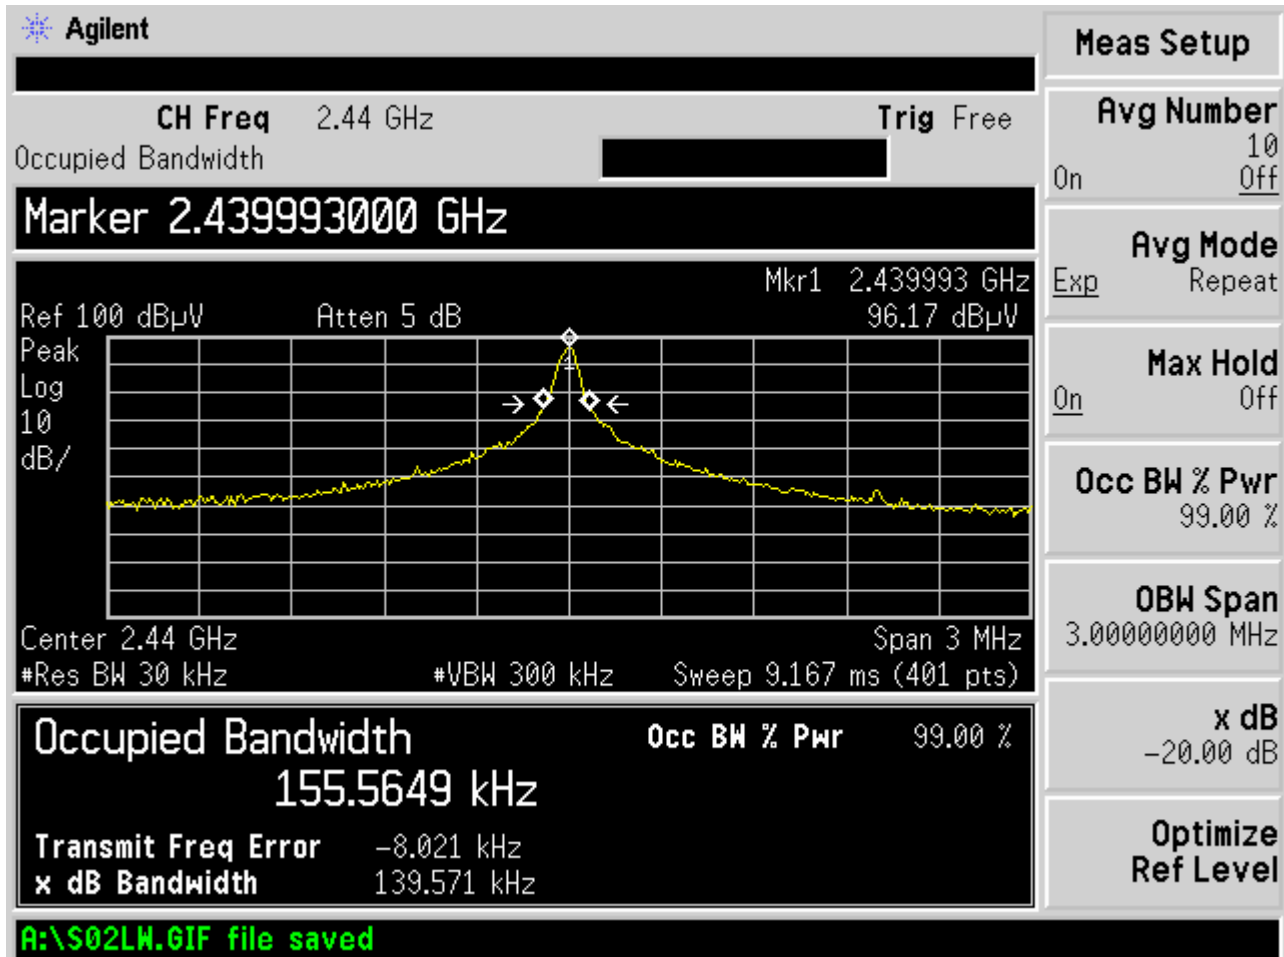 Agilent
Meas Setup
CH Freq 2.44 GHz Trig Free
Occupied Bandwidth
Avg Number
10
On Off
Marker 2.439993000 GHz
Avg Mode
Exp Repeat
Mkr1 2.439993 GHz
Ref 100 dBµV Atten 5 dB 96.17 dBµV
Peak
Log
10
dB/
1
Max Hold
On Off
Occ BW % Pwr
99.00 %
OBW Span
3.00000000 MHz
Center 2.44 GHz Span 3 MHz
#Res BW 30 kHz #VBW 300 kHz Sweep 9.167 ms (401 pts)
Occupied Bandwidth Occ BW % Pwr 99.00 %
155.5649 kHz
x dB
-20.00 dB
Transmit Freq Error -8.021 kHz
x dB Bandwidth 139.571 kHz
Optimize
Ref Level
A:\S02LW.GIF file saved